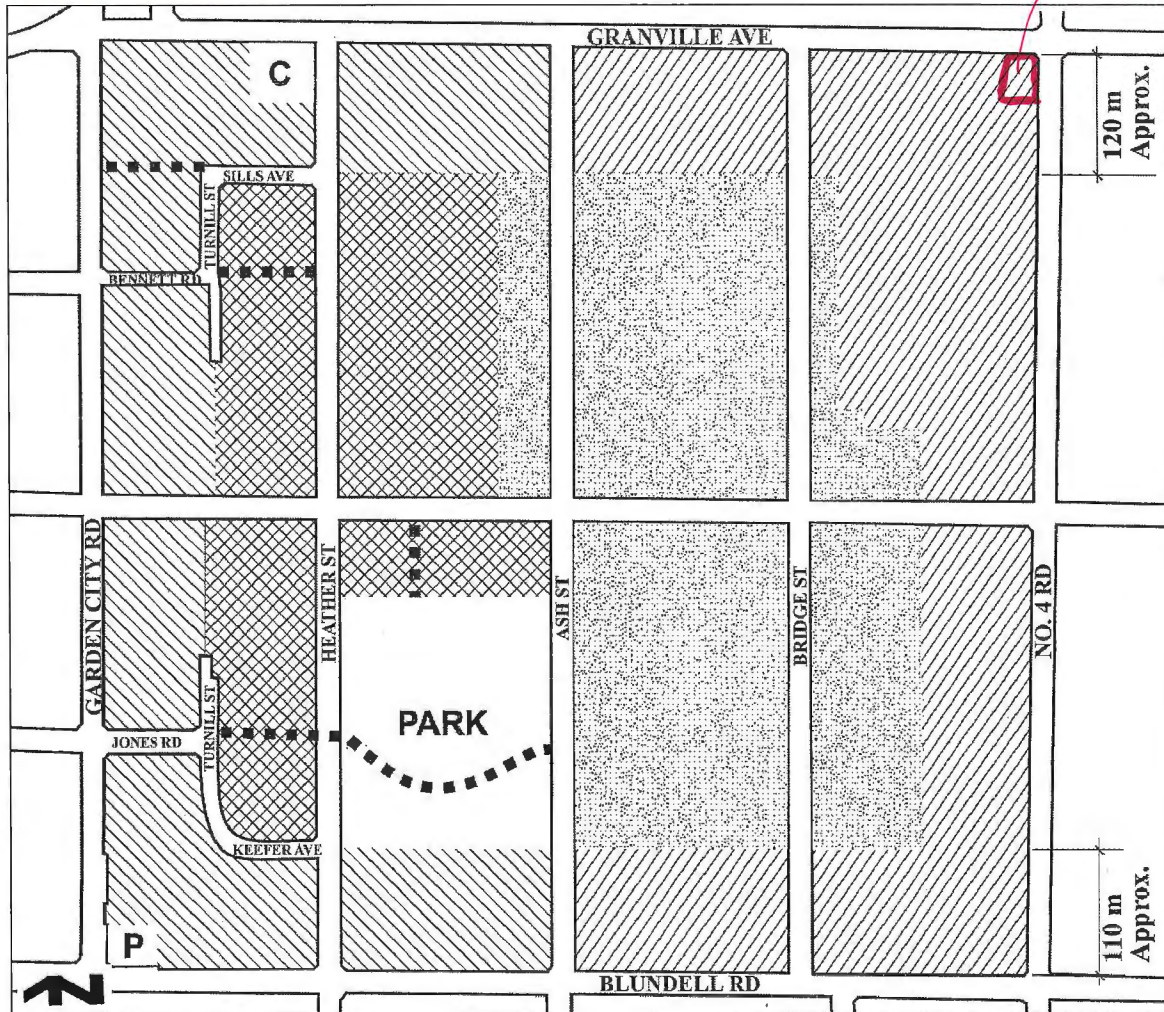 GRANVILLE AVE
C
120 m
Approx.
SILLS AVE
TURNILL ST
BENNETT RD
GARDEN CITY RD
HEATHER ST
ASH ST
BRIDGE ST
NO. 4 RD
PARK
TURNILL ST
JONES RD
KEEFER AVE
110 m
Approx.
P
N
BLUNDELL RD